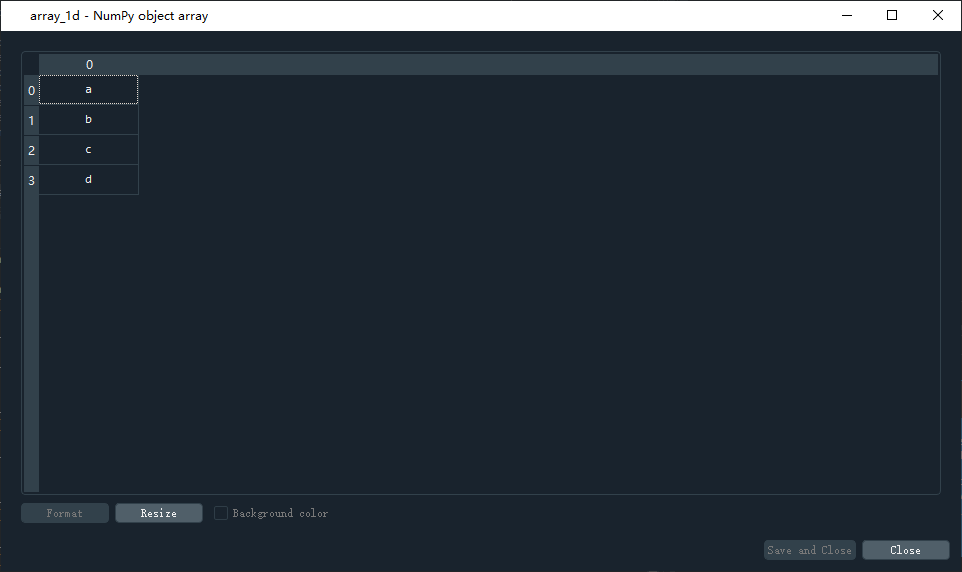 array_1d - NumPy object array
0
0 a
1 b
2 c
3 d
Format Resize Background color
Save and Close Close